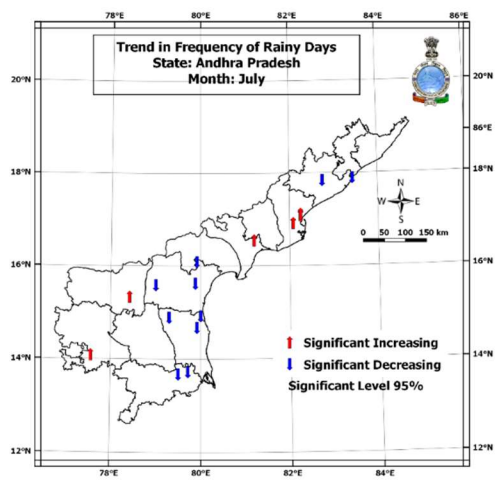 78°E 80°E 82°E 84°E 86°E
Trend in Frequency of Rainy Days
State: Andhra Pradesh
Month: July
20°N 20°N
86°E
18°N 18°N
N
W E
S
0 50 100 150 km
16°N 16°N
Significant Increasing
14°N 14°N
Significant Decreasing
Significant Level 95%
12°N 12°N
78°E 80°E 82°E 84°E